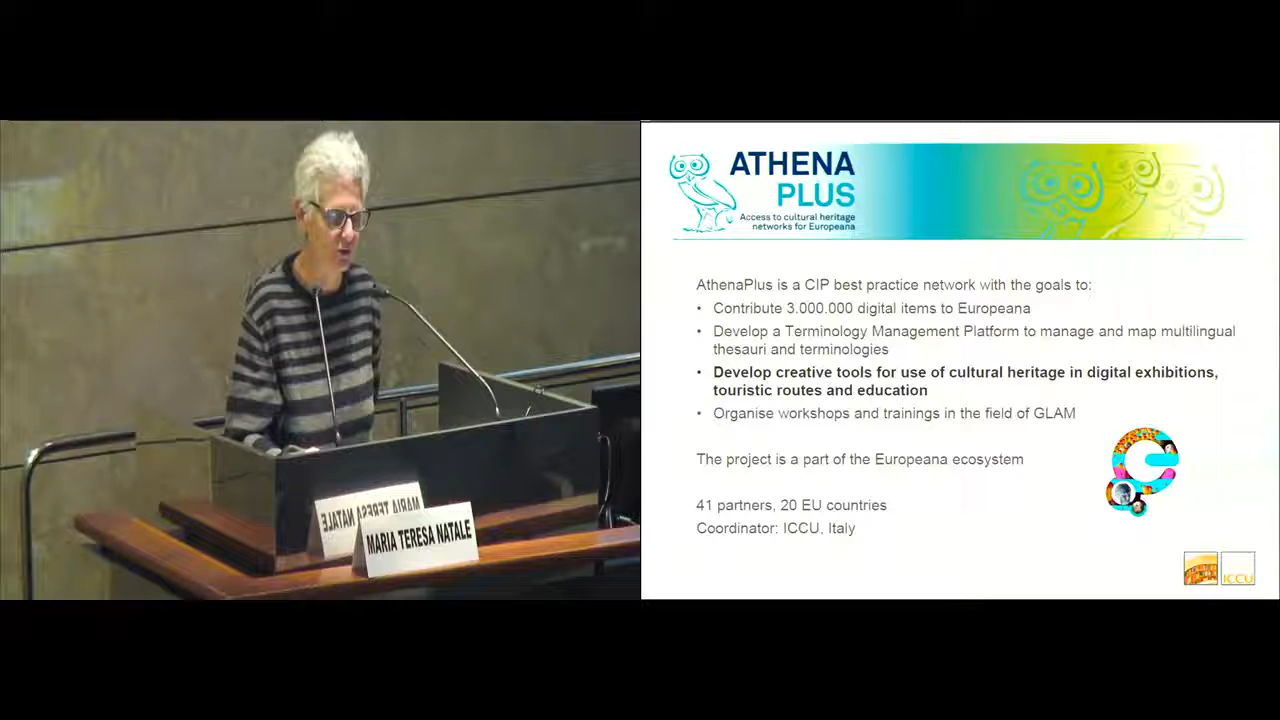 MARIA TERESA NATALE
MARIA TERESA NATALE
ATHENA
PLUS
Access to cultural heritage
networks for Europeana
AthenaPlus is a CIP best practice network with the goals to:
• Contribute 3.000.000 digital items to Europeana
• Develop a Terminology Management Platform to manage and map multilingual
thesauri and terminologies
• Develop creative tools for use of cultural heritage in digital exhibitions,
touristic routes and education
• Organise workshops and trainings in the field of GLAM
The project is a part of the Europeana ecosystem
41 partners, 20 EU countries
Coordinator: ICCU, Italy
ICCU